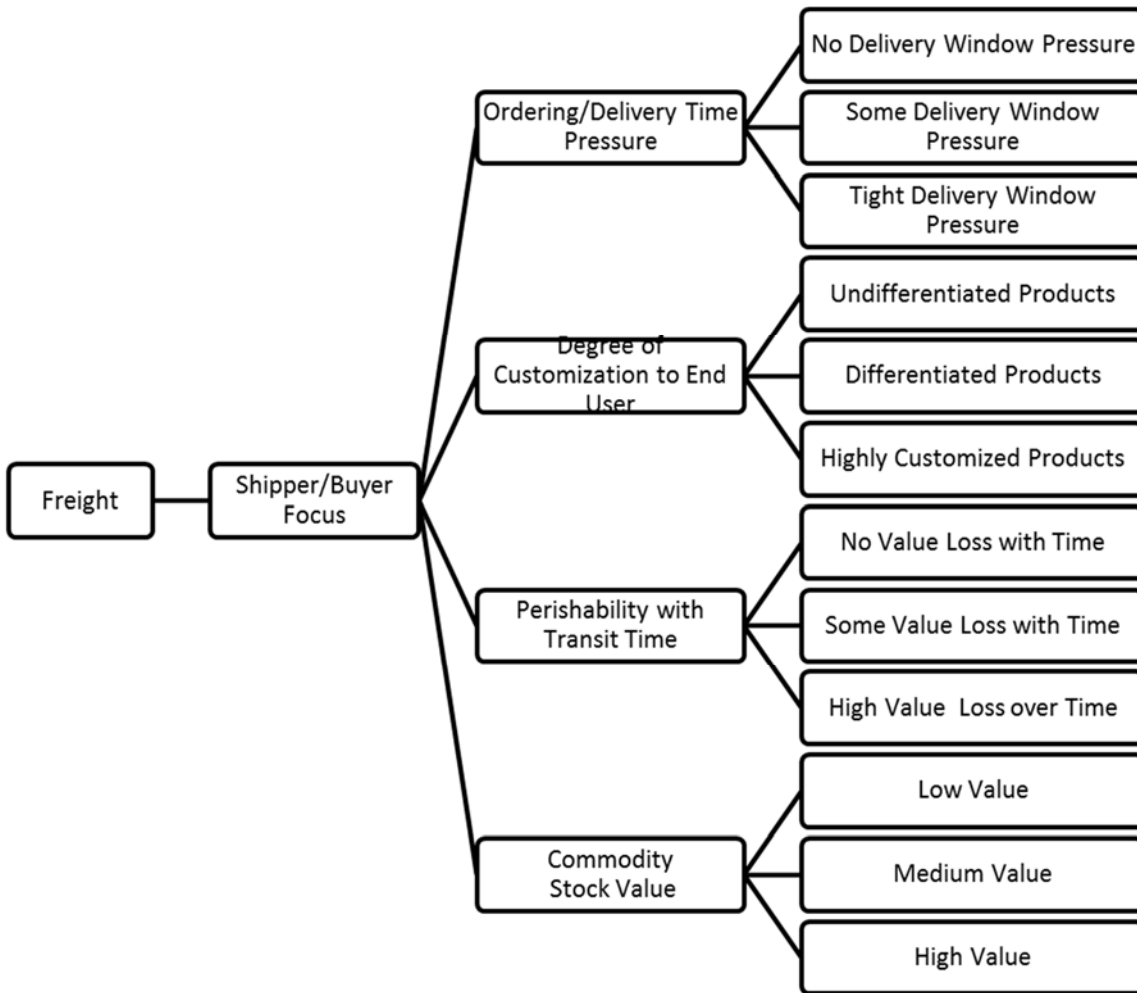 Freight
Shipper/Buyer
Focus
Ordering/Delivery Time
Pressure
No Delivery Window Pressure
Some Delivery Window
Pressure
Tight Delivery Window
Pressure
Degree of
Customization to End
User
Undifferentiated Products
Differentiated Products
Highly Customized Products
Perishability with
Transit Time
No Value Loss with Time
Some Value Loss with Time
High Value Loss over Time
Commodity
Stock Value
Low Value
Medium Value
High Value